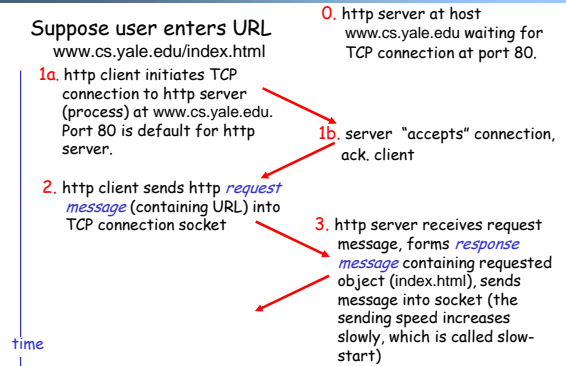 Suppose user enters URL
www.cs.yale.edu/index.html
0. http server at host
www.cs.yale.edu waiting for
TCP connection at port 80.
1a. http client initiates TCP
connection to http server
(process) at www.cs.yale.edu.
Port 80 is default for http
server.
1b. server "accepts" connection,
ack. client
2. http client sends http request
message (containing URL) into
TCP connection socket
3. http server receives request
message, forms response
message containing requested
object (index.html), sends
message into socket (the
sending speed increases
slowly, which is called slow-
start)
time